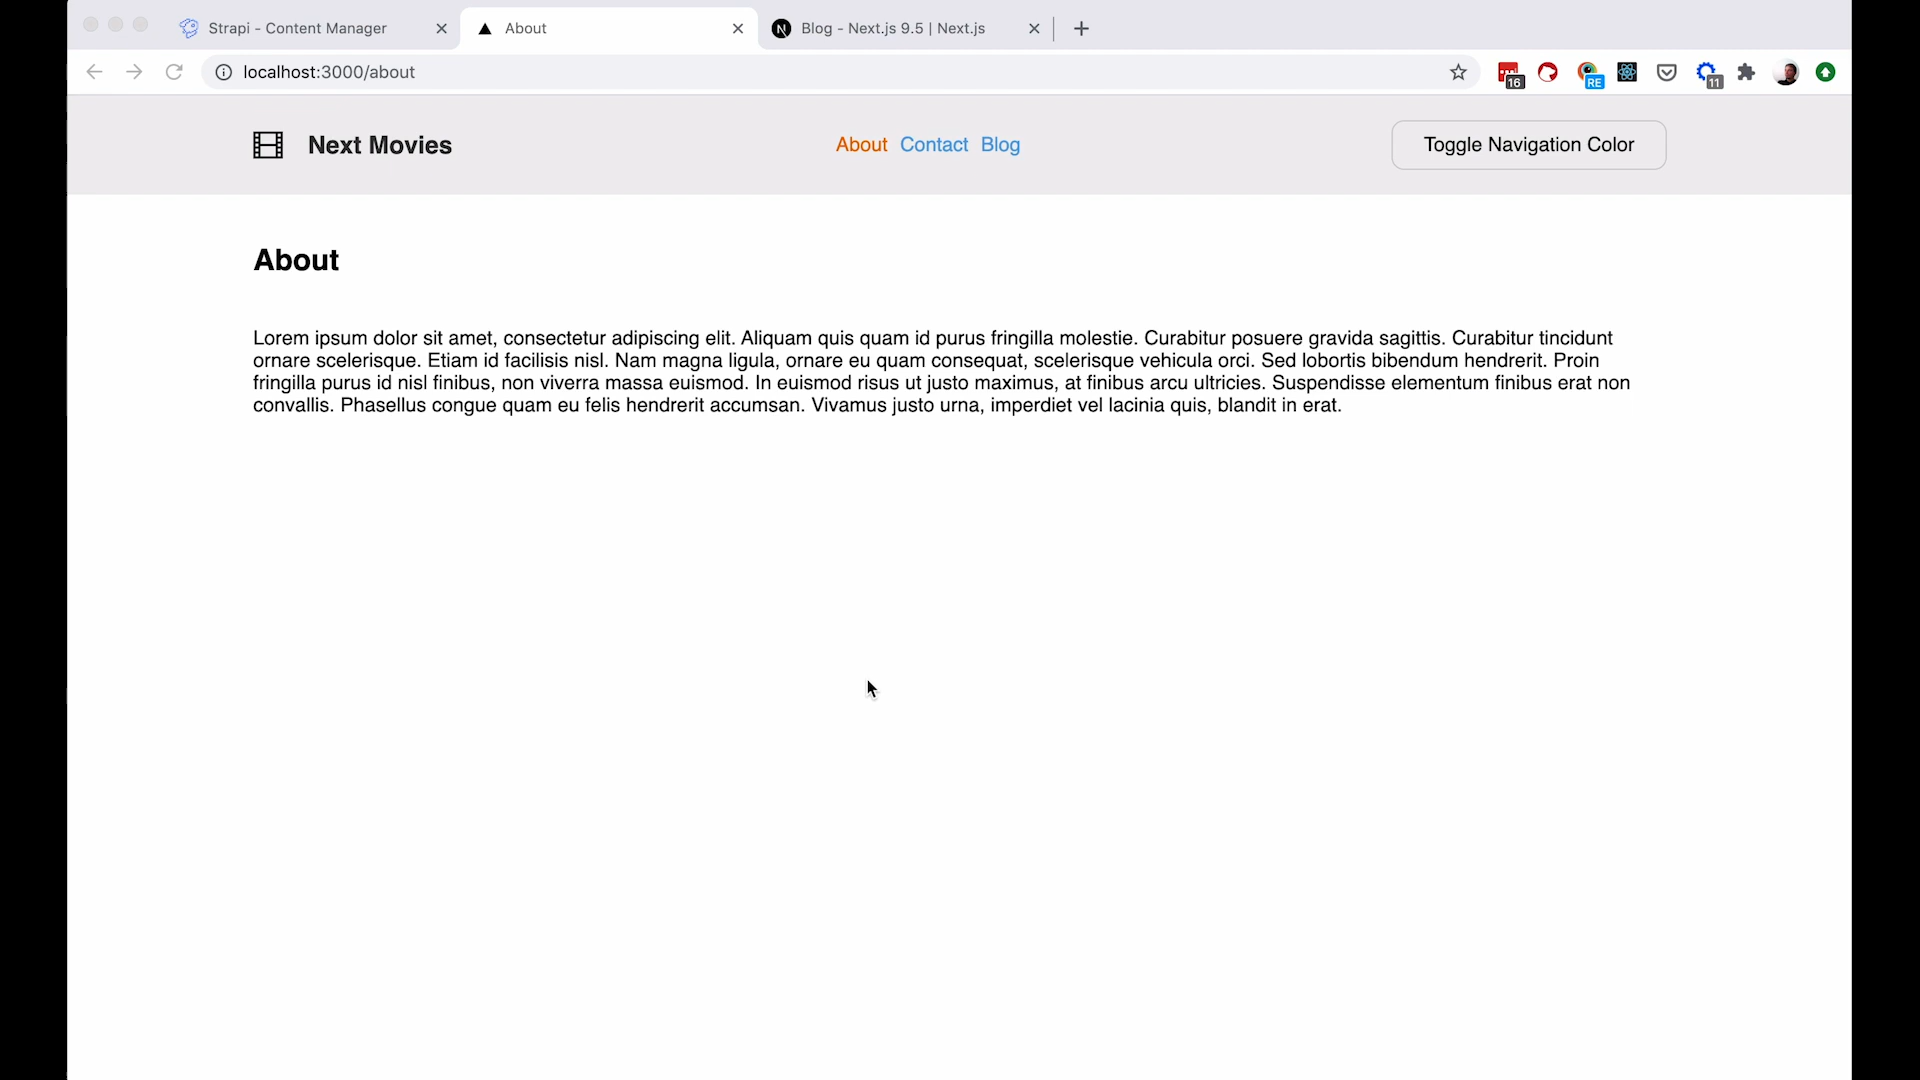 Strapi - Content Manager
About
Blog - Next.js 9.5 | Next.js
localhost:3000/about
16
RE
11
Next Movies
About Contact Blog
Toggle Navigation Color
About
Lorem ipsum dolor sit amet, consectetur adipiscing elit. Aliquam quis quam id purus fringilla molestie. Curabitur posuere gravida sagittis. Curabitur tincidunt
ornare scelerisque. Etiam id facilisis nisl. Nam magna ligula, ornare eu quam consequat, scelerisque vehicula orci. Sed lobortis bibendum hendrerit. Proin
fringilla purus id nisl finibus, non viverra massa euismod. In euismod risus ut justo maximus, at finibus arcu ultricies. Suspendisse elementum finibus erat non
convallis. Phasellus congue quam eu felis hendrerit accumsan. Vivamus justo urna, imperdiet vel lacinia quis, blandit in erat.